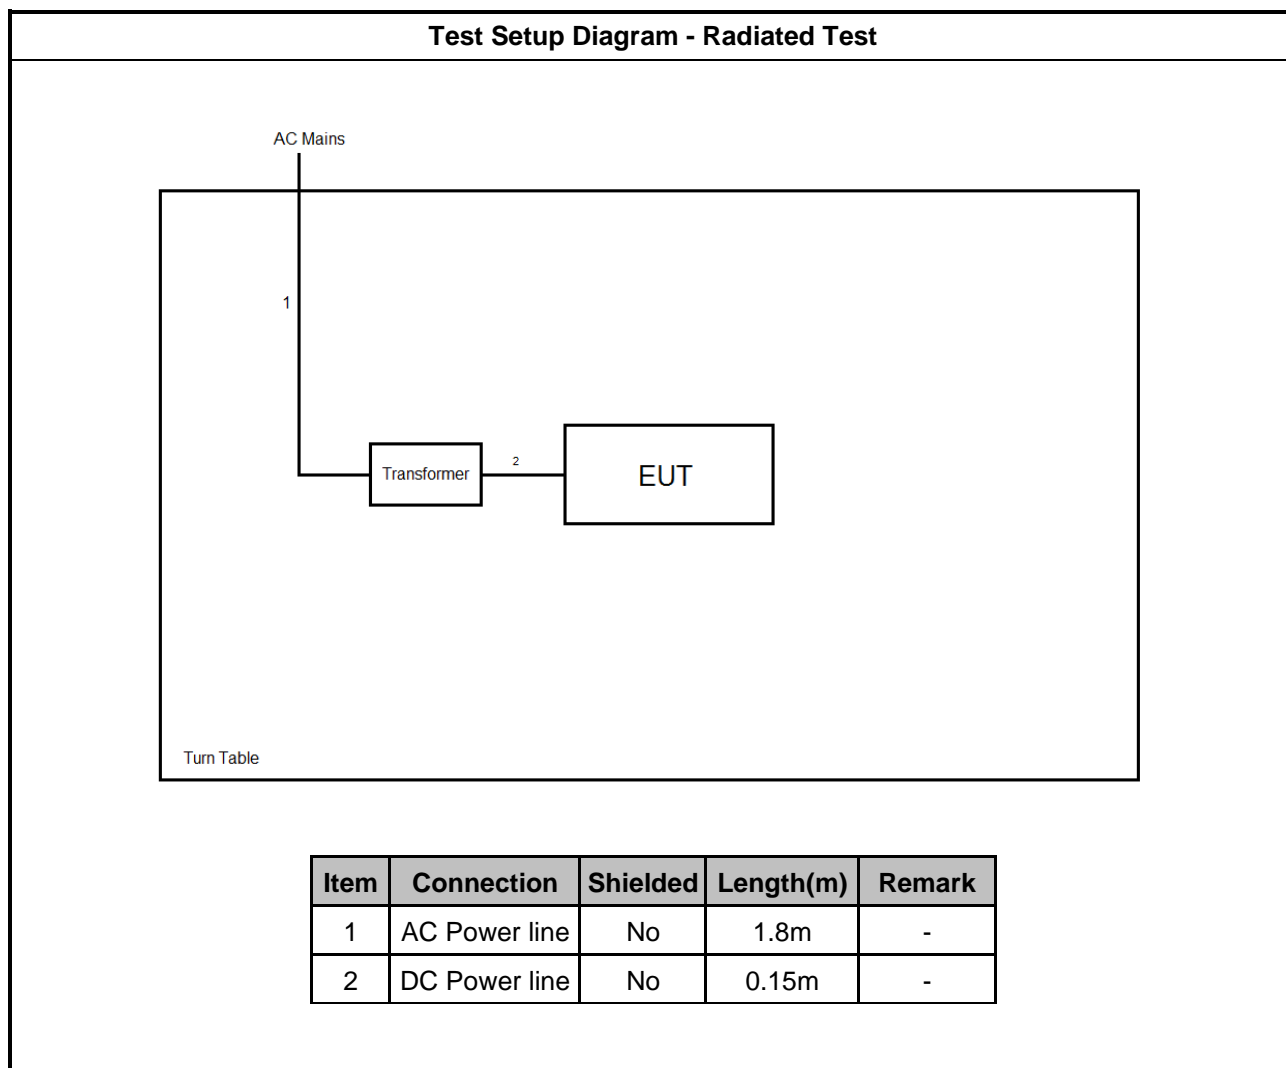 Test Setup Diagram - Radiated Test
AC Mains
1
Transformer
2
EUT
Turn Table
Item Connection Shielded Length(m) Remark
1 AC Power line No 1.8m -
2 DC Power line No 0.15m -